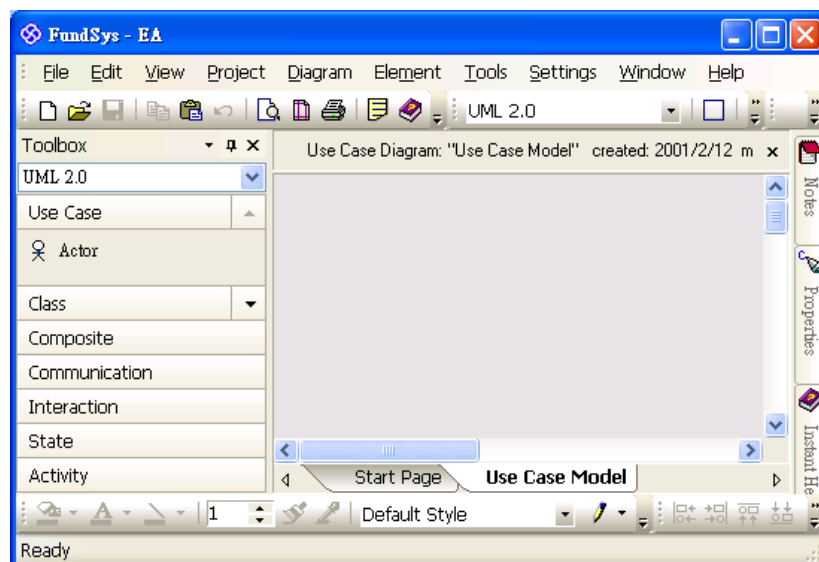 FundSys - EA
File Edit View Project Diagram Element Tools Settings Window Help
UML 2.0
Toolbox
Use Case Diagram: "Use Case Model" created: 2001/2/12 m
UML 2.0
Use Case
Actor
Class
Composite
Communication
Interaction
State
Activity
Notes
Properties
Instant He
Start Page Use Case Model
1 Default Style
Ready